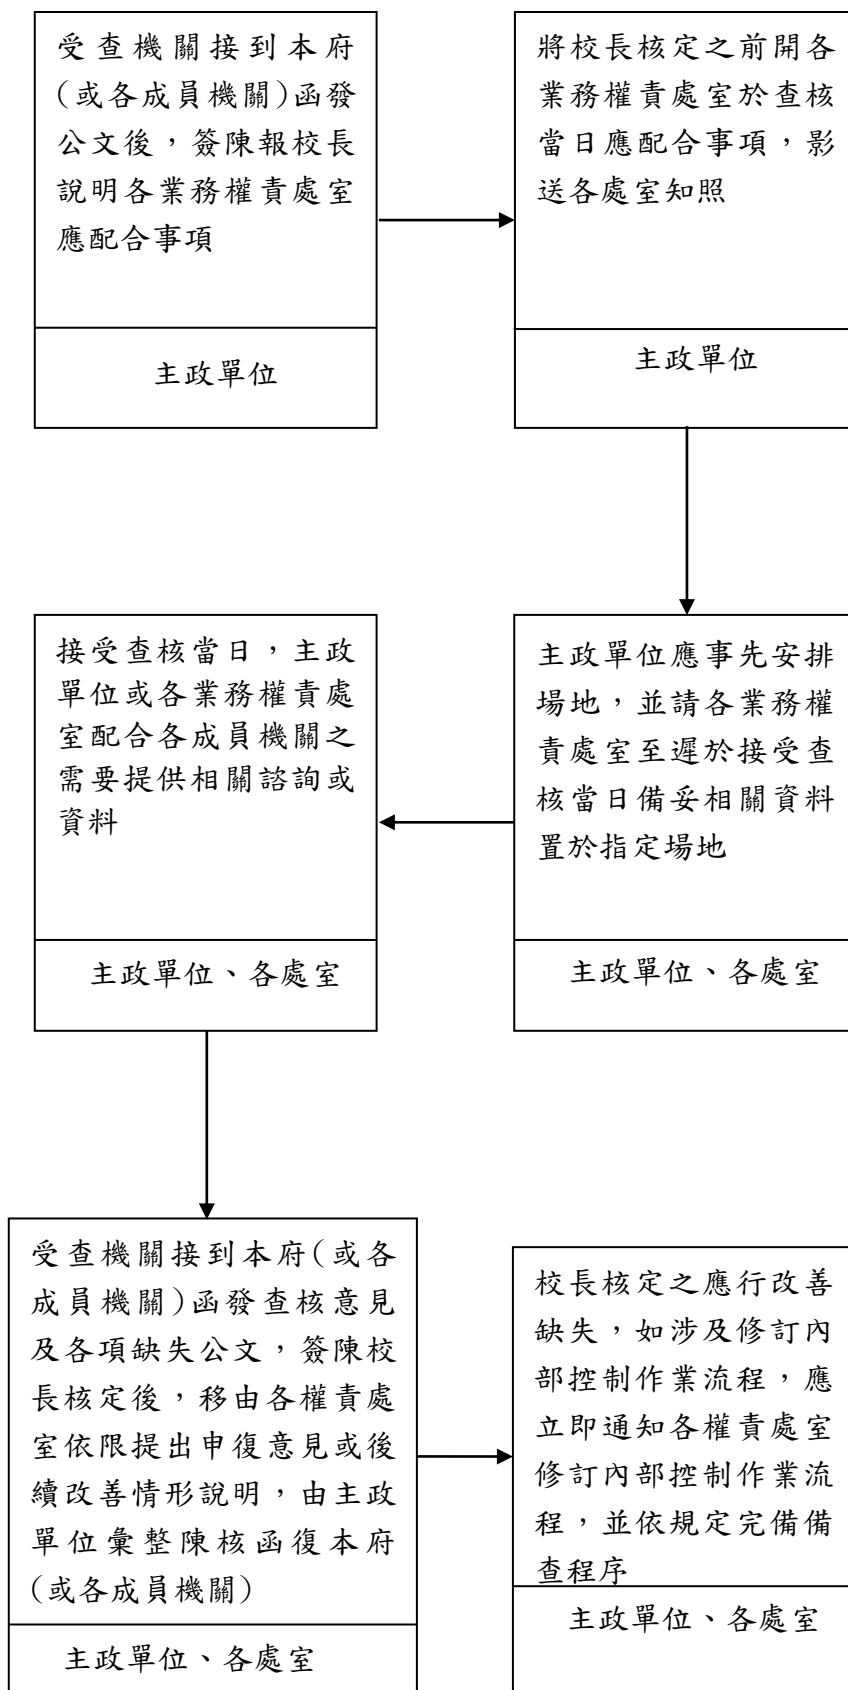 受查機關接到本府
(或各成員機關)函發
公文後，簽陳報校長
說明各業務權責處室
應配合事項
主政單位
將校長核定之前開各
業務權責處室於查核
當日應配合事項，影
送各處室知照
主政單位
主政單位應事先安排
場地，並請各業務權
責處室至遲於接受查
核當日備妥相關資料
置於指定場地
主政單位、各處室
接受查核當日，主政
單位或各業務權責處
室配合各成員機關之
需要提供相關諮詢或
資料
主政單位、各處室
受查機關接到本府(或各
成員機關)函發查核意見
及各項缺失公文，簽陳校
長核定後，移由各權責處
室依限提出申復意見或後
續改善情形說明，由主政
單位彙整陳核函復本府
(或各成員機關)
主政單位、各處室
校長核定之應行改善
缺失，如涉及修訂內
部控制作業流程，應
立即通知各權責處室
修訂內部控制作業流
程，並依規定完備備
查程序
主政單位、各處室